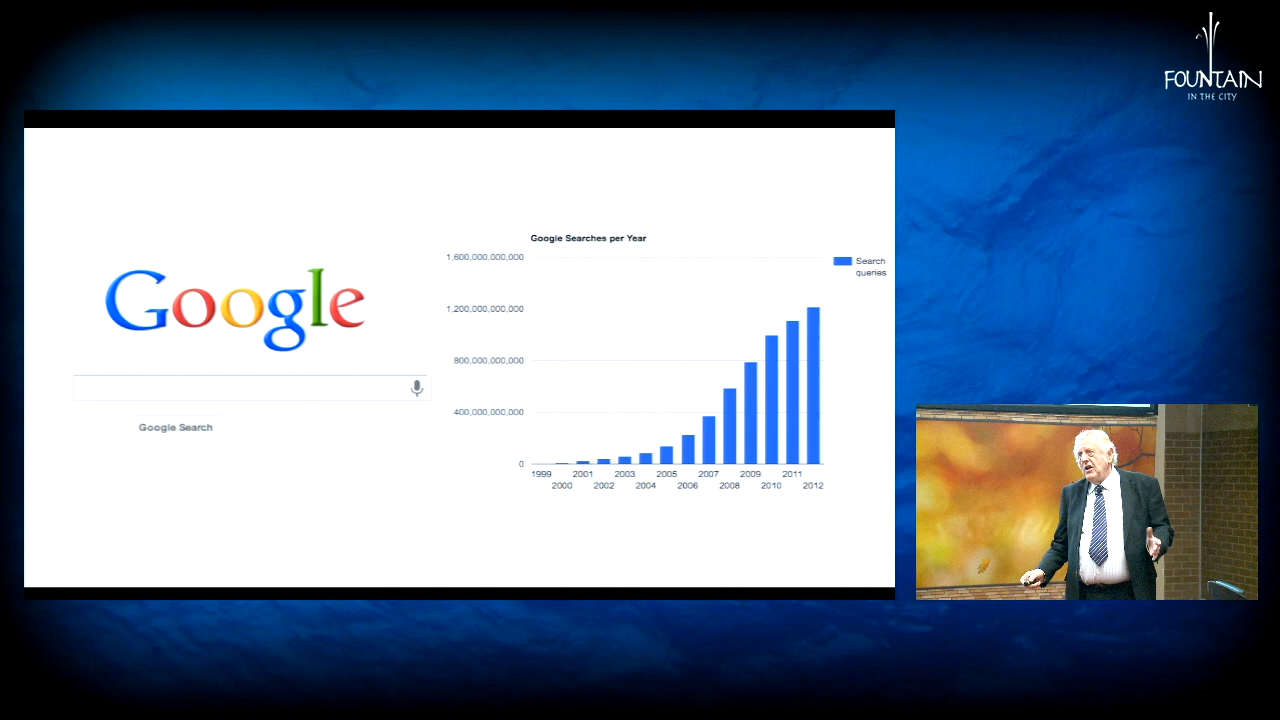 FOUNTAIN
IN THE CITY
Google
Google Search
Google Searches per Year
1,600,000,000,000
1,200,000,000,000
800,000,000,000
400,000,000,000
0
1999 2001 2003 2005 2007 2009 2011
2000 2002 2004 2006 2008 2010 2012
Search
queries